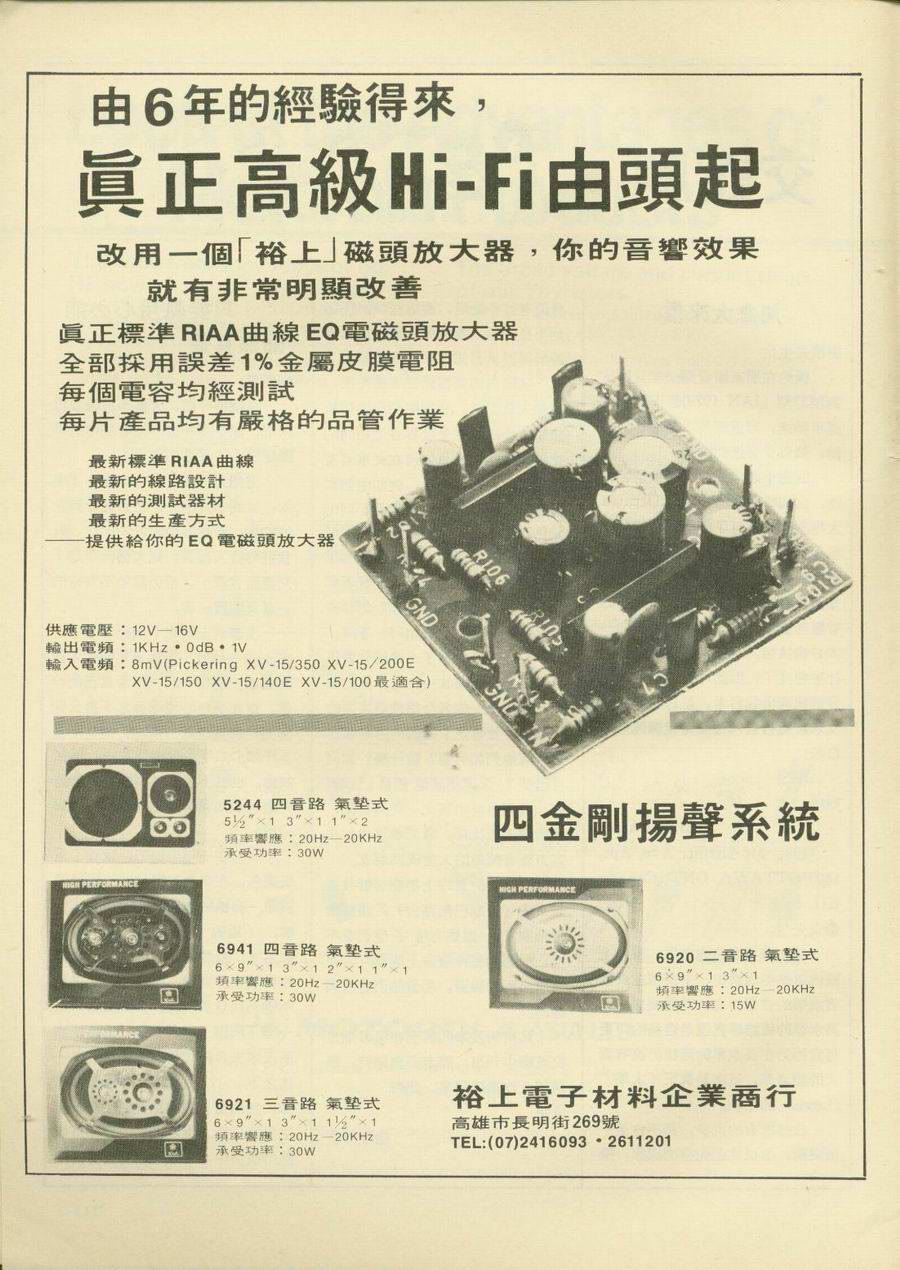 由6年的經驗得來，
眞正高級Hi-Fi由頭起
改用一個「裕上」磁頭放大器，你的音響效果
就有非常明顯改善
眞正標準RIAA曲線EQ電磁頭放大器
全部採用誤差1%金屬皮膜電阻
每個電容均經測試
每片產品均有嚴格的品管作業
最新標準RIAA曲線
最新的線路設計
最新的測試器材
最新的生產方式
——提供給你的EQ電磁頭放大器
供應電壓：12V—16V
輸出電頻：1KHz•0dB•1V
輸入電頻：8mV(Pickering XV-15/350 XV-15/200E
XV-15/150 XV-15/140E XV-15/100最適合)
R106
GND
R102
C7
GND
IN
5244 四音路 氣墊式
5½″×1 3″×1 1″×2
頻率響應：20Hz—20KHz
承受功率：30W
四金剛揚聲系統
HIGH PERFORMANCE
6941 四音路 氣墊式
6×9″×1 3″×1 2″×1 1″×1
頻率響應：20Hz—20KHz
承受功率：30W
HIGH PERFORMANCE
6920 二音路 氣墊式
6×9″×1 3″×1
頻率響應：20Hz—20KHz
承受功率：15W
6921 三音路 氣墊式
6×9″×1 3″×1 1½″×1
頻率響應：20Hz—20KHz
承受功率：30W
裕上電子材料企業商行
高雄市長明街269號
TEL:(07)2416093•2611201